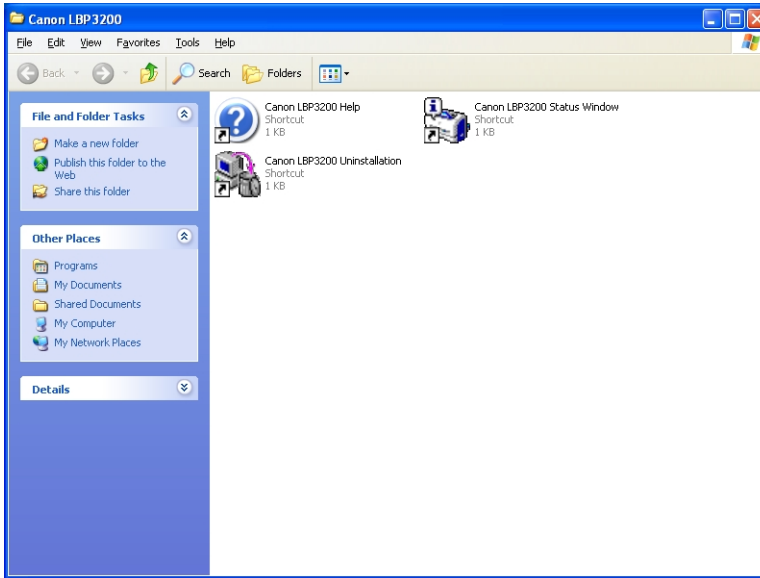 Canon LBP3200
File Edit View Favorites Tools Help
Back Search Folders
File and Folder Tasks
Make a new folder
Publish this folder to the
Web
Share this folder
Other Places
Programs
My Documents
Shared Documents
My Computer
My Network Places
Details
Canon LBP3200 Help
Shortcut
1 KB
Canon LBP3200 Status Window
Shortcut
1 KB
Canon LBP3200 Uninstallation
Shortcut
1 KB